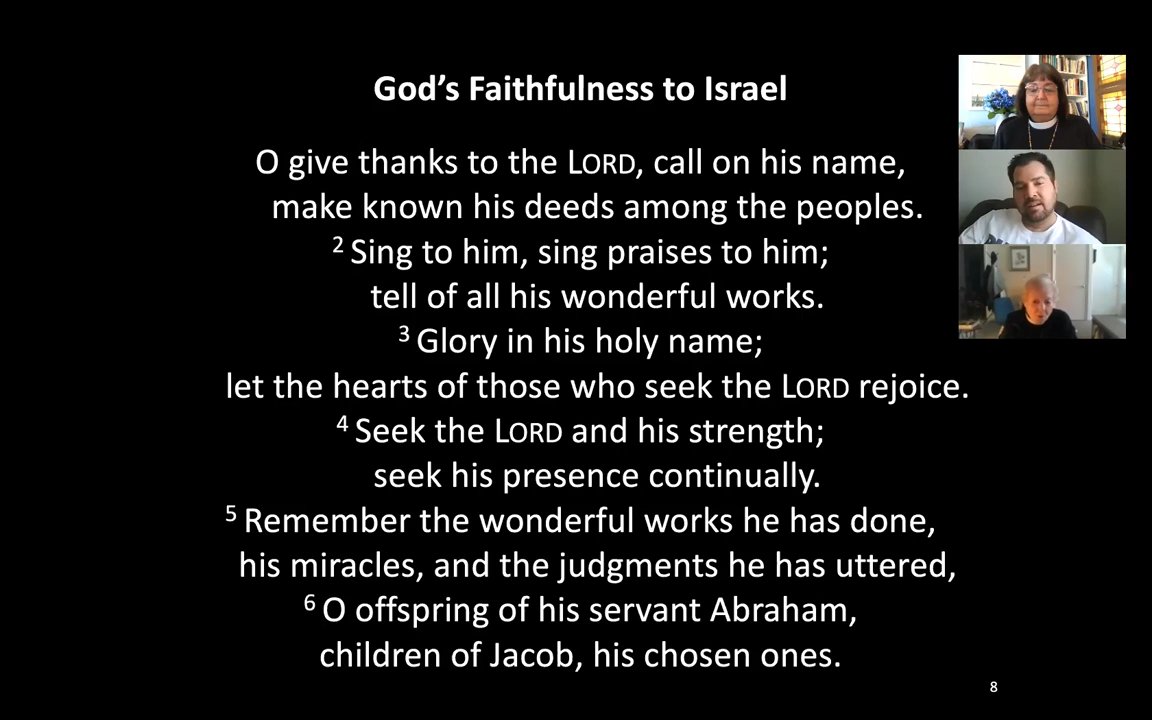 God’s Faithfulness to Israel
O give thanks to the LORD, call on his name,
make known his deeds among the peoples.
2 Sing to him, sing praises to him;
tell of all his wonderful works.
3 Glory in his holy name;
let the hearts of those who seek the LORD rejoice.
4 Seek the LORD and his strength;
seek his presence continually.
5 Remember the wonderful works he has done,
his miracles, and the judgments he has uttered,
6 O offspring of his servant Abraham,
children of Jacob, his chosen ones.
8